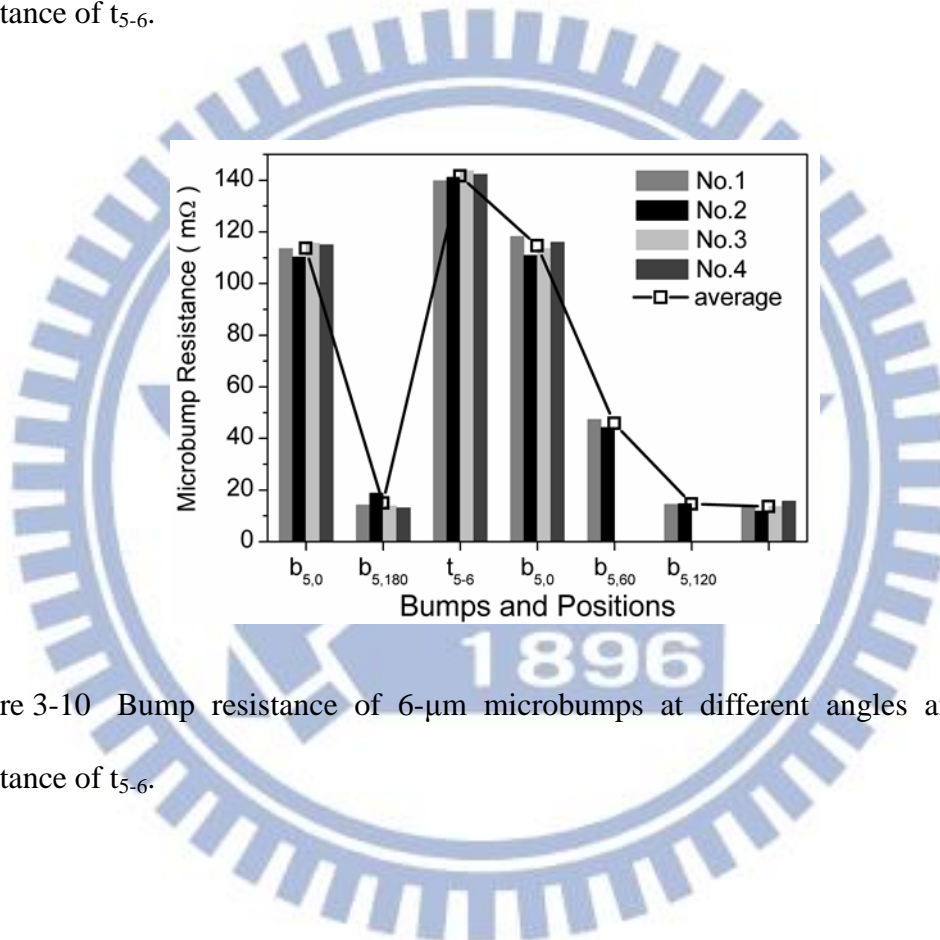 tance of t5-6.
140
120
100
80
60
40
20
0
Microbump Resistance ( mΩ )
No.1
No.2
No.3
No.4
average
b5,0 b5,180 t5-6 b5,0 b5,60 b5,120
Bumps and Positions
1896
re 3-10 Bump resistance of 6-μm microbumps at different angles a
tance of t5-6.